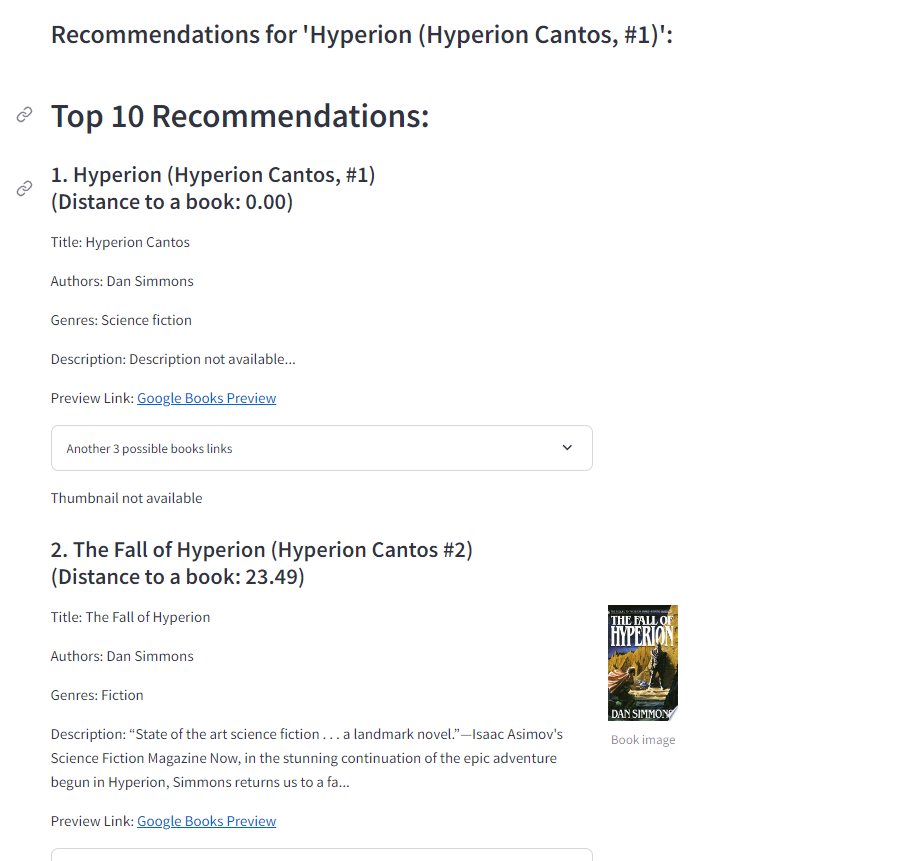 Recommendations for 'Hyperion (Hyperion Cantos, #1)':
Top 10 Recommendations:
1. Hyperion (Hyperion Cantos, #1)
(Distance to a book: 0.00)
Title: Hyperion Cantos
Authors: Dan Simmons
Genres: Science fiction
Description: Description not available...
Preview Link: Google Books Preview
Another 3 possible books links
Thumbnail not available
2. The Fall of Hyperion (Hyperion Cantos #2)
(Distance to a book: 23.49)
Title: The Fall of Hyperion
Authors: Dan Simmons
Genres: Fiction
Description: “State of the art science fiction . . . a landmark novel.”—Isaac Asimov's
Science Fiction Magazine Now, in the stunning continuation of the epic adventure
begun in Hyperion, Simmons returns us to a fa...
Preview Link: Google Books Preview
THE FALL OF
HYPERION
DAN SIMMONS
Book image